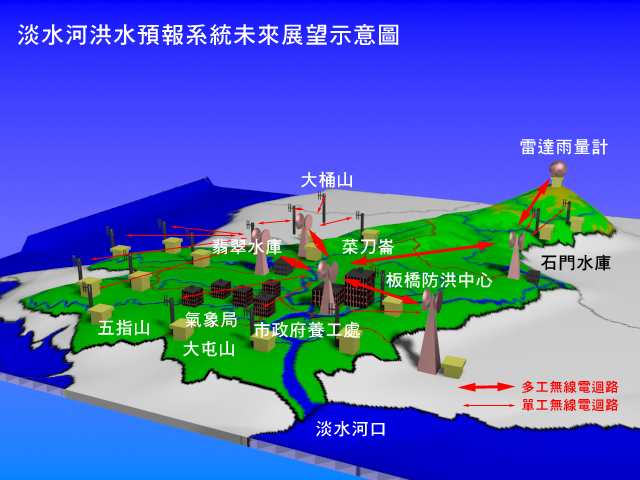 淡水河洪水預報系統未來展望示意圖
雷達雨量計
大桶山
翡翠水庫
菜刀崙
石門水庫
板橋防洪中心
五指山
氣象局
市政府養工處
大屯山
多工無線電迴路
單工無線電迴路
淡水河口